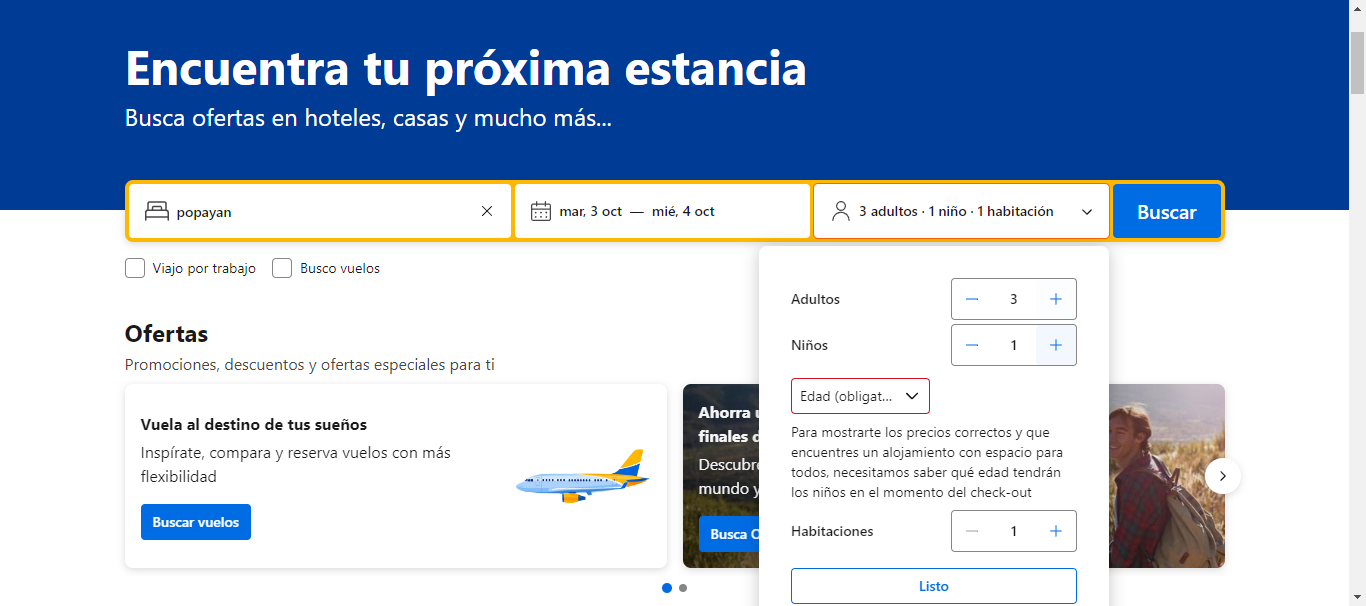 Encuentra tu próxima estancia
Busca ofertas en hoteles, casas y mucho más...
popayan
mar, 3 oct — mié, 4 oct
3 adultos · 1 niño · 1 habitación
Buscar
Viajo por trabajo
Busco vuelos
Adultos
3
Niños
1
Edad (obligat...
Para mostrarte los precios correctos y que
encuentres un alojamiento con espacio para
todos, necesitamos saber qué edad tendrán
los niños en el momento del check-out
Habitaciones
1
Listo
Ofertas
Promociones, descuentos y ofertas especiales para ti
Vuela al destino de tus sueños
Inspírate, compara y reserva vuelos con más
flexibilidad
Buscar vuelos
Ahorra
finales
mundo y
Busca